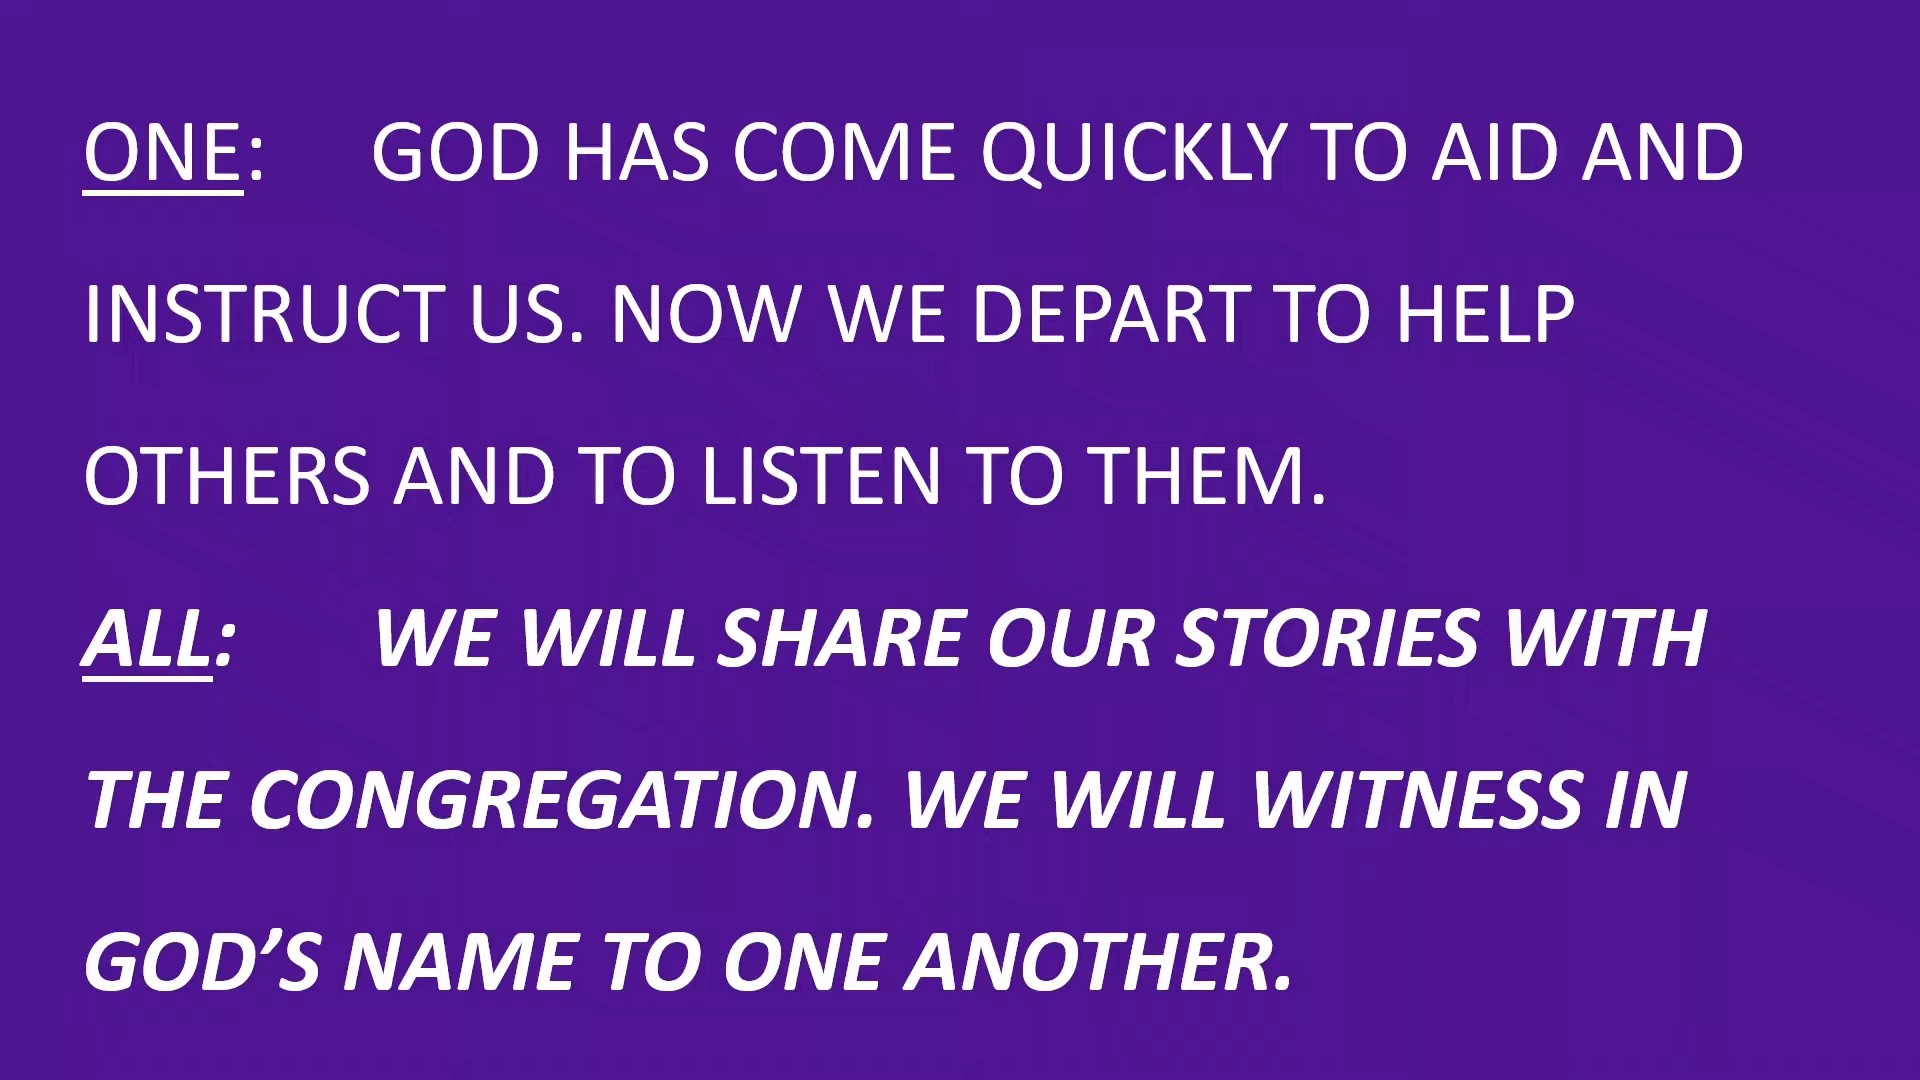 ONE: GOD HAS COME QUICKLY TO AID AND
INSTRUCT US. NOW WE DEPART TO HELP
OTHERS AND TO LISTEN TO THEM.
ALL: WE WILL SHARE OUR STORIES WITH
THE CONGREGATION. WE WILL WITNESS IN
GOD’S NAME TO ONE ANOTHER.